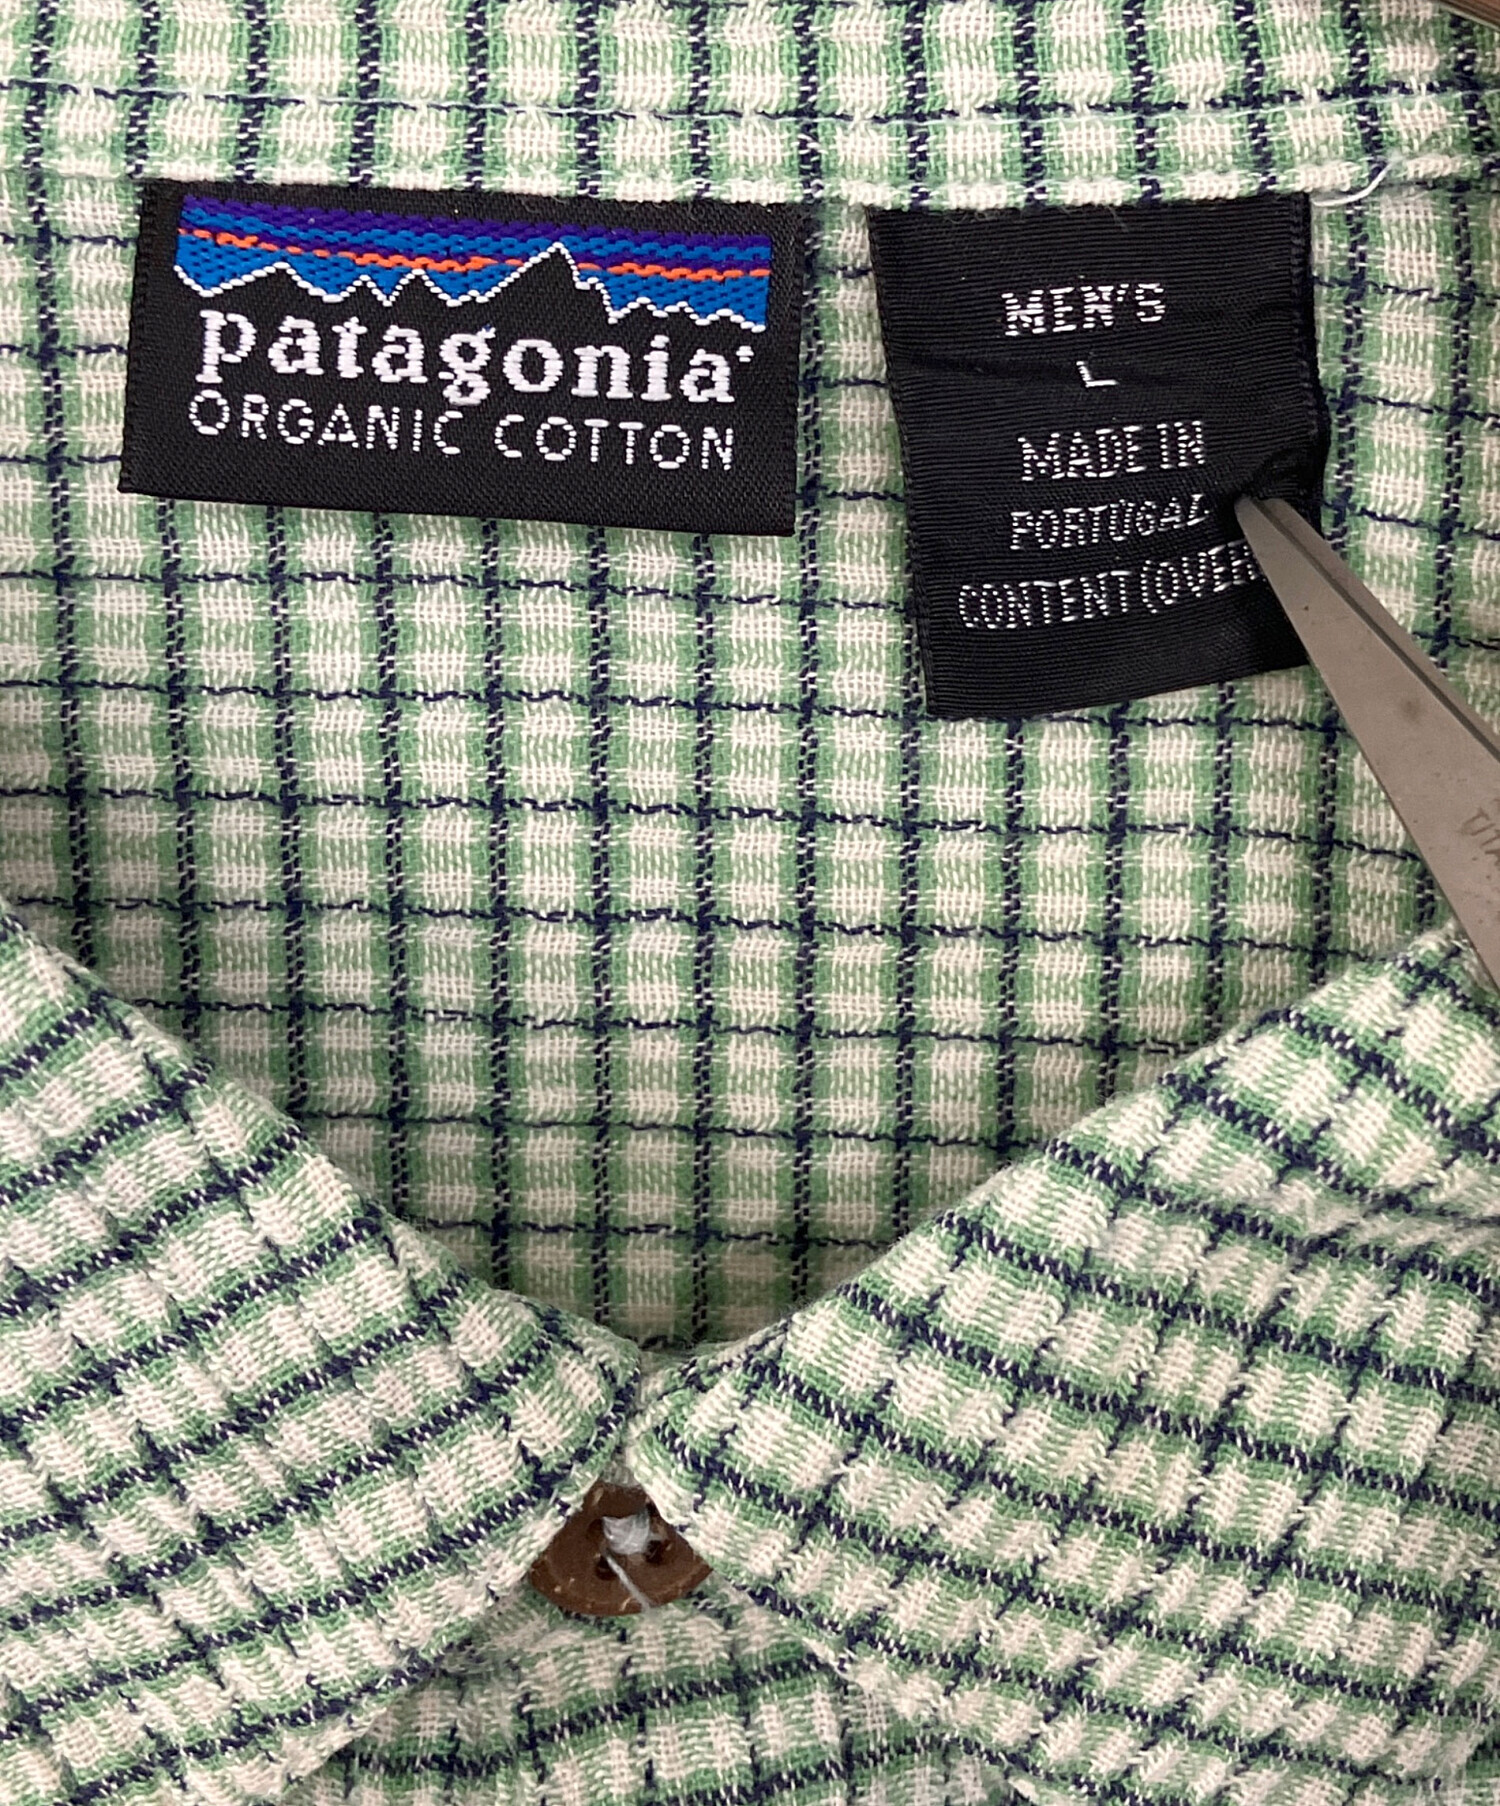 patagonia
ORGANIC COTTON
MEN'S
L
MADE IN
PORTUGAL
CONTENT (OVER